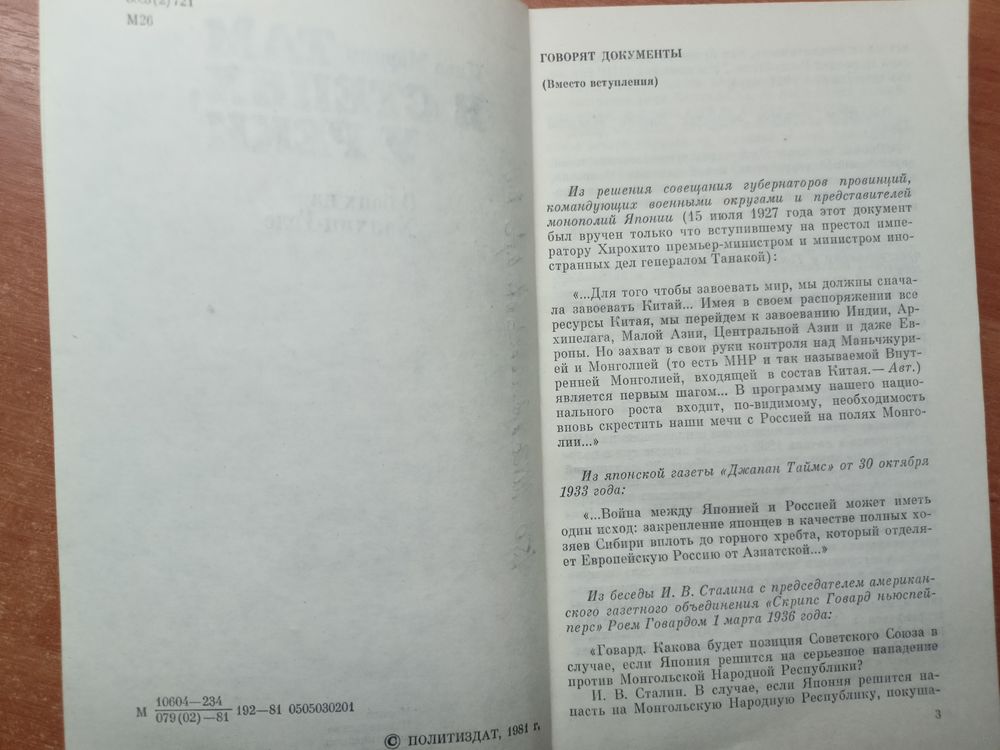 М26
М 10604—234
079(02)—81 192—81 0505030201
© ПОЛИТИЗДАТ, 1981 г.
ГОВОРЯТ ДОКУМЕНТЫ
(Вместо вступления)
Из решения совещания губернаторов провинций,
командующих военными округами и представителей
монополий Японии (15 июля 1927 года этот документ
был вручен только что вступившему на престол импе-
ратору Хирохито премьер-министром и министром ино-
странных дел генералом Танакой):
«...Для того чтобы завоевать мир, мы должны снача-
ла завоевать Китай... Имея в своем распоряжении все
ресурсы Китая, мы перейдем к завоеванию Индии, Ар-
хипелага, Малой Азии, Центральной Азии и даже Ев-
ропы. Но захват в свои руки контроля над Маньчжури-
ей и Монголией (то есть МНР и так называемой Внут-
ренней Монголией, входящей в состав Китая.— Авт.)
является первым шагом... В программу нашего нацио-
нального роста входит, по-видимому, необходимость
вновь скрестить наши мечи с Россией на полях Монго-
лии...»
Из японской газеты «Джапан Таймс» от 30 октября
1933 года:
«...Война между Японией и Россией может иметь
один исход: закрепление японцев в качестве полных хо-
зяев Сибири вплоть до горного хребта, который отделя-
ет Европейскую Россию от Азиатской...»
Из беседы И. В. Сталина с председателем американ-
ского газетного объединения «Скрипс Говард ньюспей-
перс» Роем Говардом 1 марта 1936 года:
«Говард. Какова будет позиция Советского Союза в
случае, если Япония решится на серьезное нападение
против Монгольской Народной Республики?
И. В. Сталин. В случае, если Япония решится на-
пасть на Монгольскую Народную Республику, покуша-
3